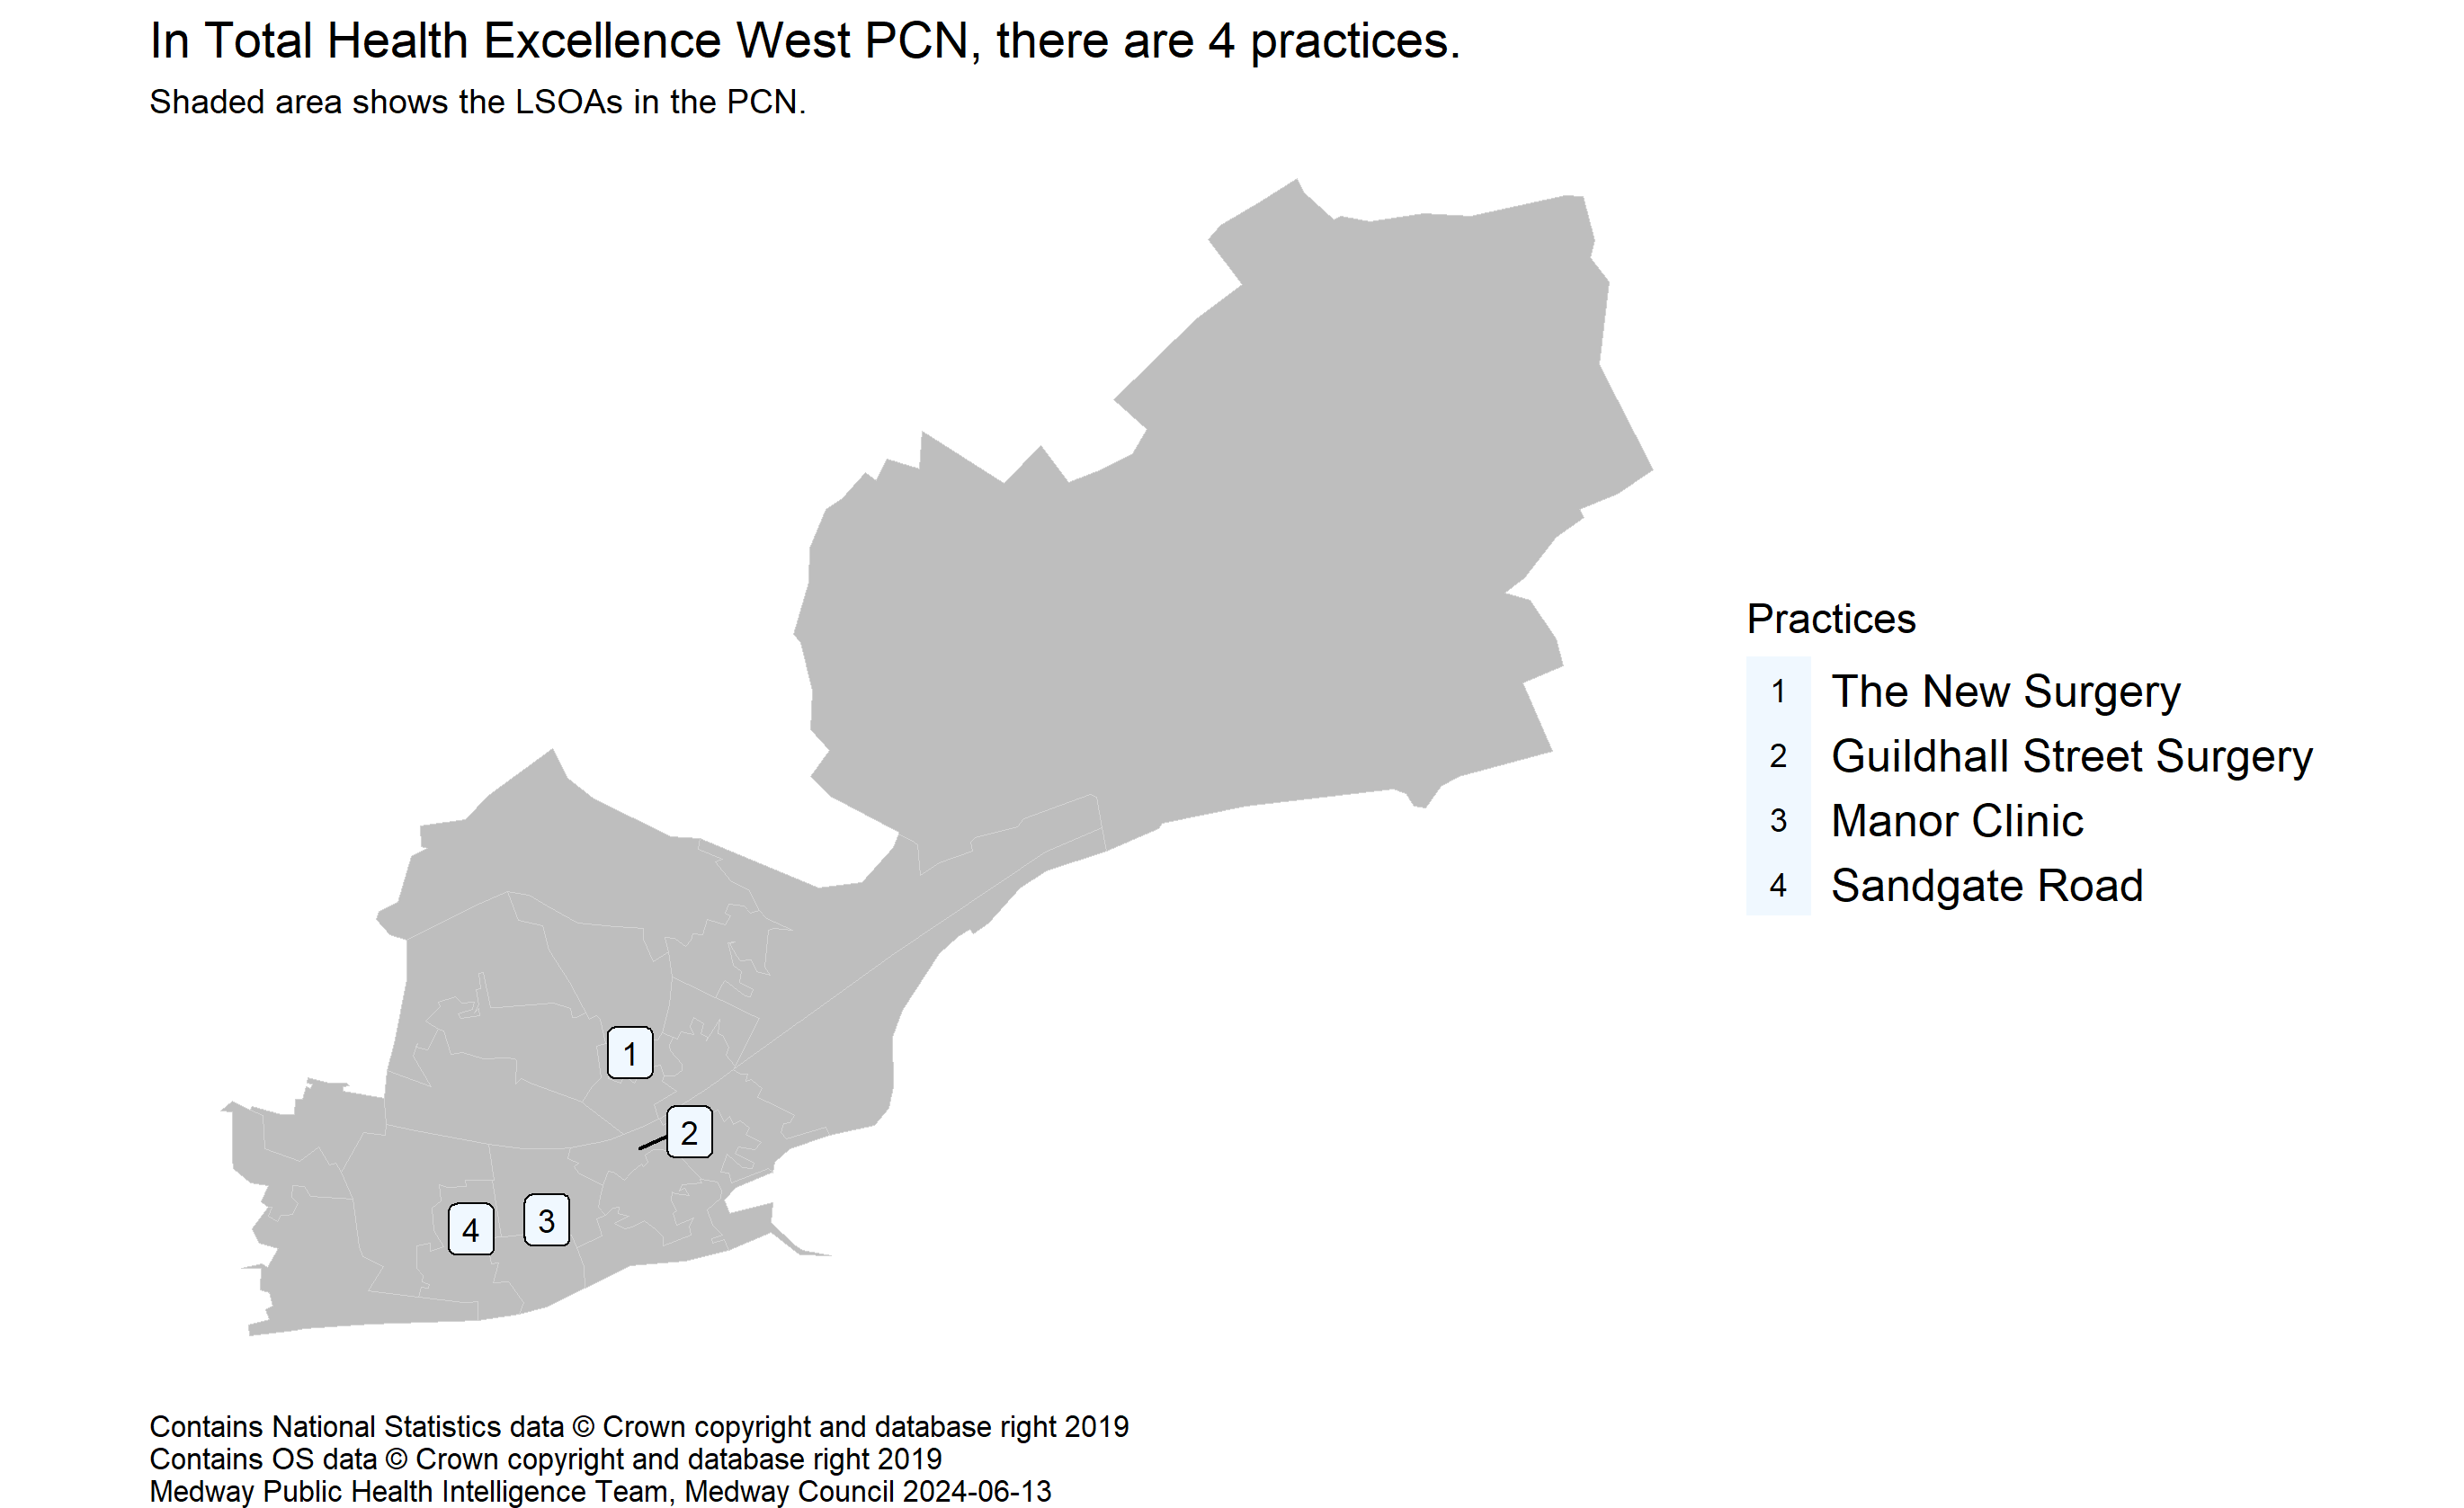 In Total Health Excellence West PCN, there are 4 practices.
Shaded area shows the LSOAs in the PCN.
Practices
1 The New Surgery
2 Guildhall Street Surgery
3 Manor Clinic
4 Sandgate Road
1
2
3
4
Contains National Statistics data © Crown copyright and database right 2019
Contains OS data © Crown copyright and database right 2019
Medway Public Health Intelligence Team, Medway Council 2024-06-13